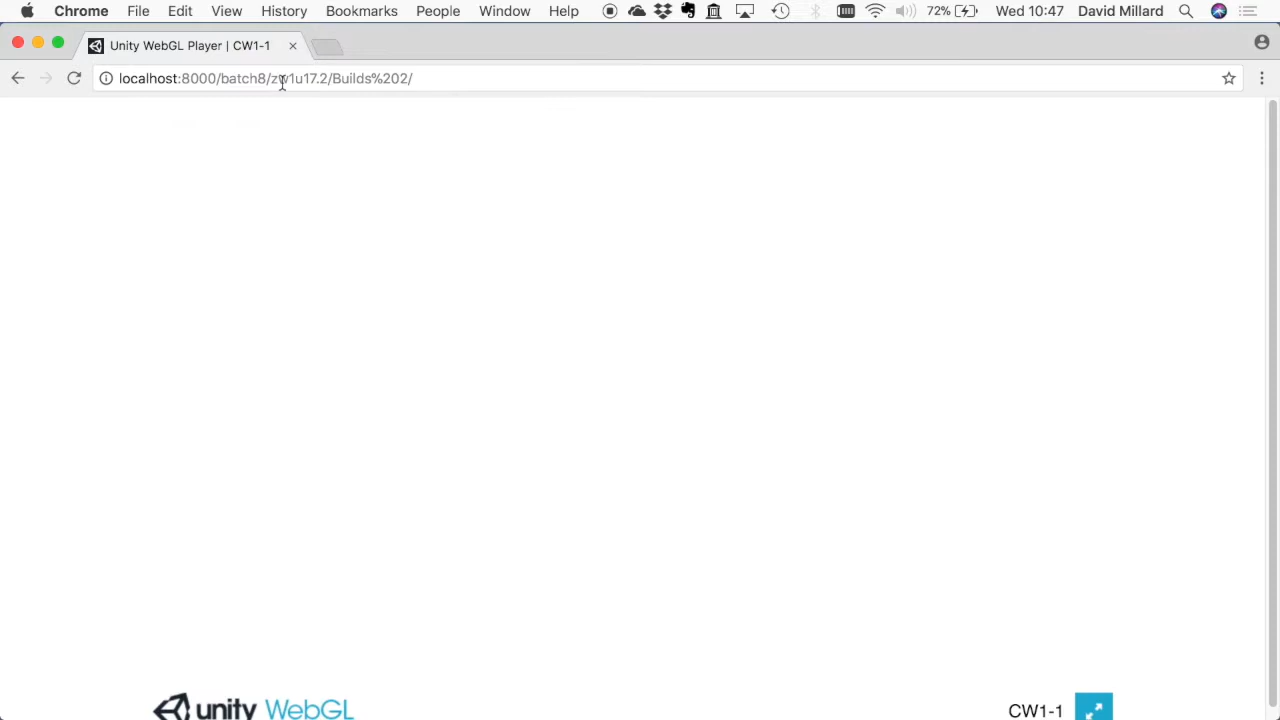 Chrome File Edit View History Bookmarks People Window Help 72% Wed 10:47 David Millard
Unity WebGL Player | CW1-1
localhost:8000/batch8/zw1u17.2/Builds%202/
unity WebGL CW1-1